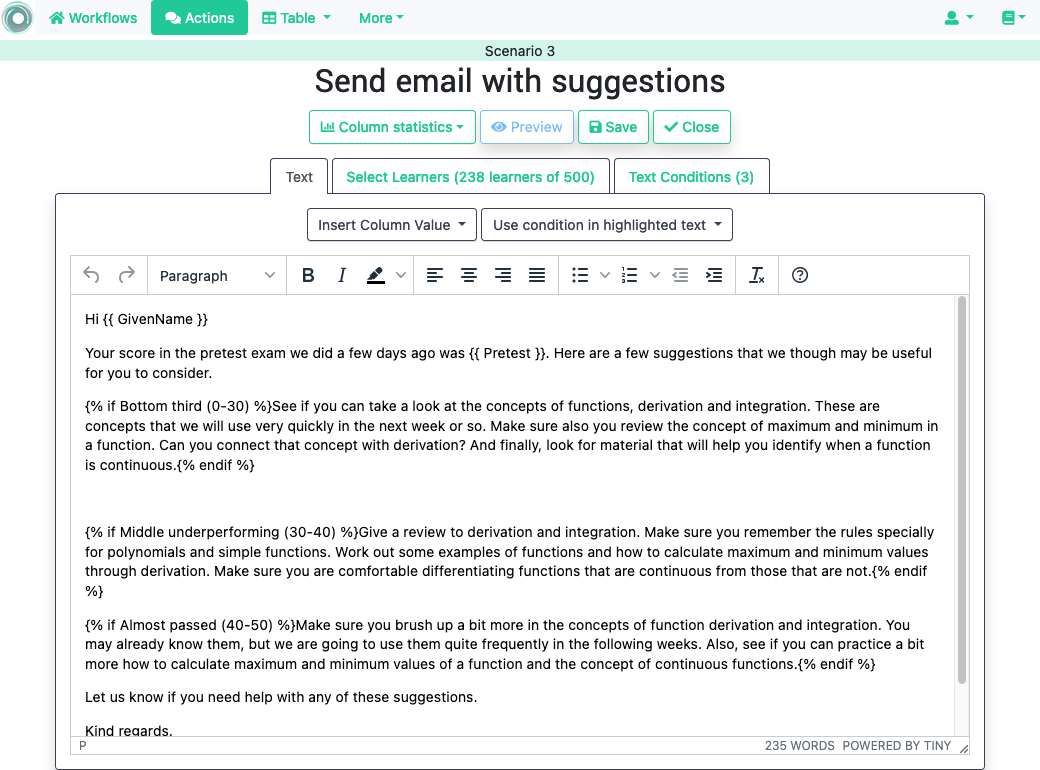 Workflows Actions Table More
Scenario 3
Send email with suggestions
Column statistics Preview Save Close
Text Select Learners (238 learners of 500) Text Conditions (3)
Insert Column Value Use condition in highlighted text
Paragraph B I
Hi {{ GivenName }}
Your score in the pretest exam we did a few days ago was {{ Pretest }}. Here are a few suggestions that we though may be useful
for you to consider.
{% if Bottom third (0-30) %}See if you can take a look at the concepts of functions, derivation and integration. These are
concepts that we will use very quickly in the next week or so. Make sure also you review the concept of maximum and minimum in
a function. Can you connect that concept with derivation? And finally, look for material that will help you identify when a function
is continuous.{% endif %}
{% if Middle underperforming (30-40) %}Give a review to derivation and integration. Make sure you remember the rules specially
for polynomials and simple functions. Work out some examples of functions and how to calculate maximum and minimum values
through derivation. Make sure you are comfortable differentiating functions that are continuous from those that are not.{% endif
%}
{% if Almost passed (40-50) %}Make sure you brush up a bit more in the concepts of function derivation and integration. You
may already know them, but we are going to use them quite frequently in the following weeks. Also, see if you can practice a bit
more how to calculate maximum and minimum values of a function and the concept of continuous functions.{% endif %}
Let us know if you need help with any of these suggestions.
Kind regards.
P 235 WORDS POWERED BY TINY